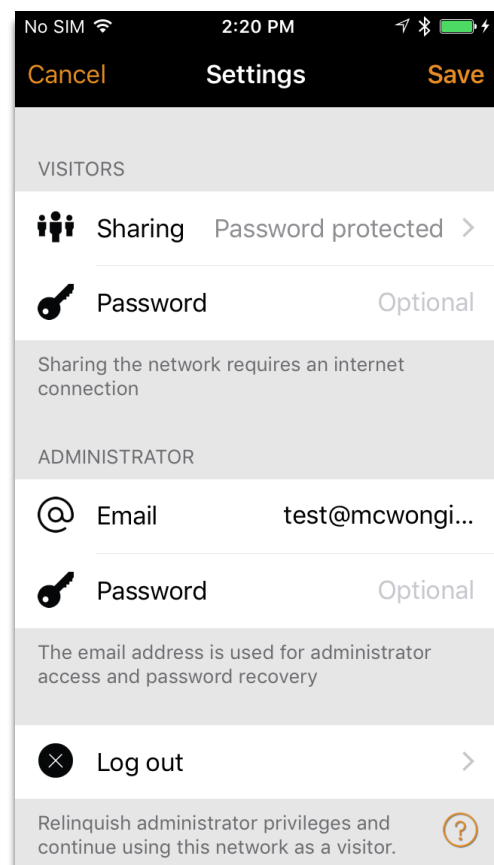 No SIM 2:20 PM
Cancel Settings Save
VISITORS
Sharing Password protected
Password Optional
Sharing the network requires an internet
connection
ADMINISTRATOR
Email test@mcwongi...
Password Optional
The email address is used for administrator
access and password recovery
Log out
Relinquish administrator privileges and
continue using this network as a visitor.
?